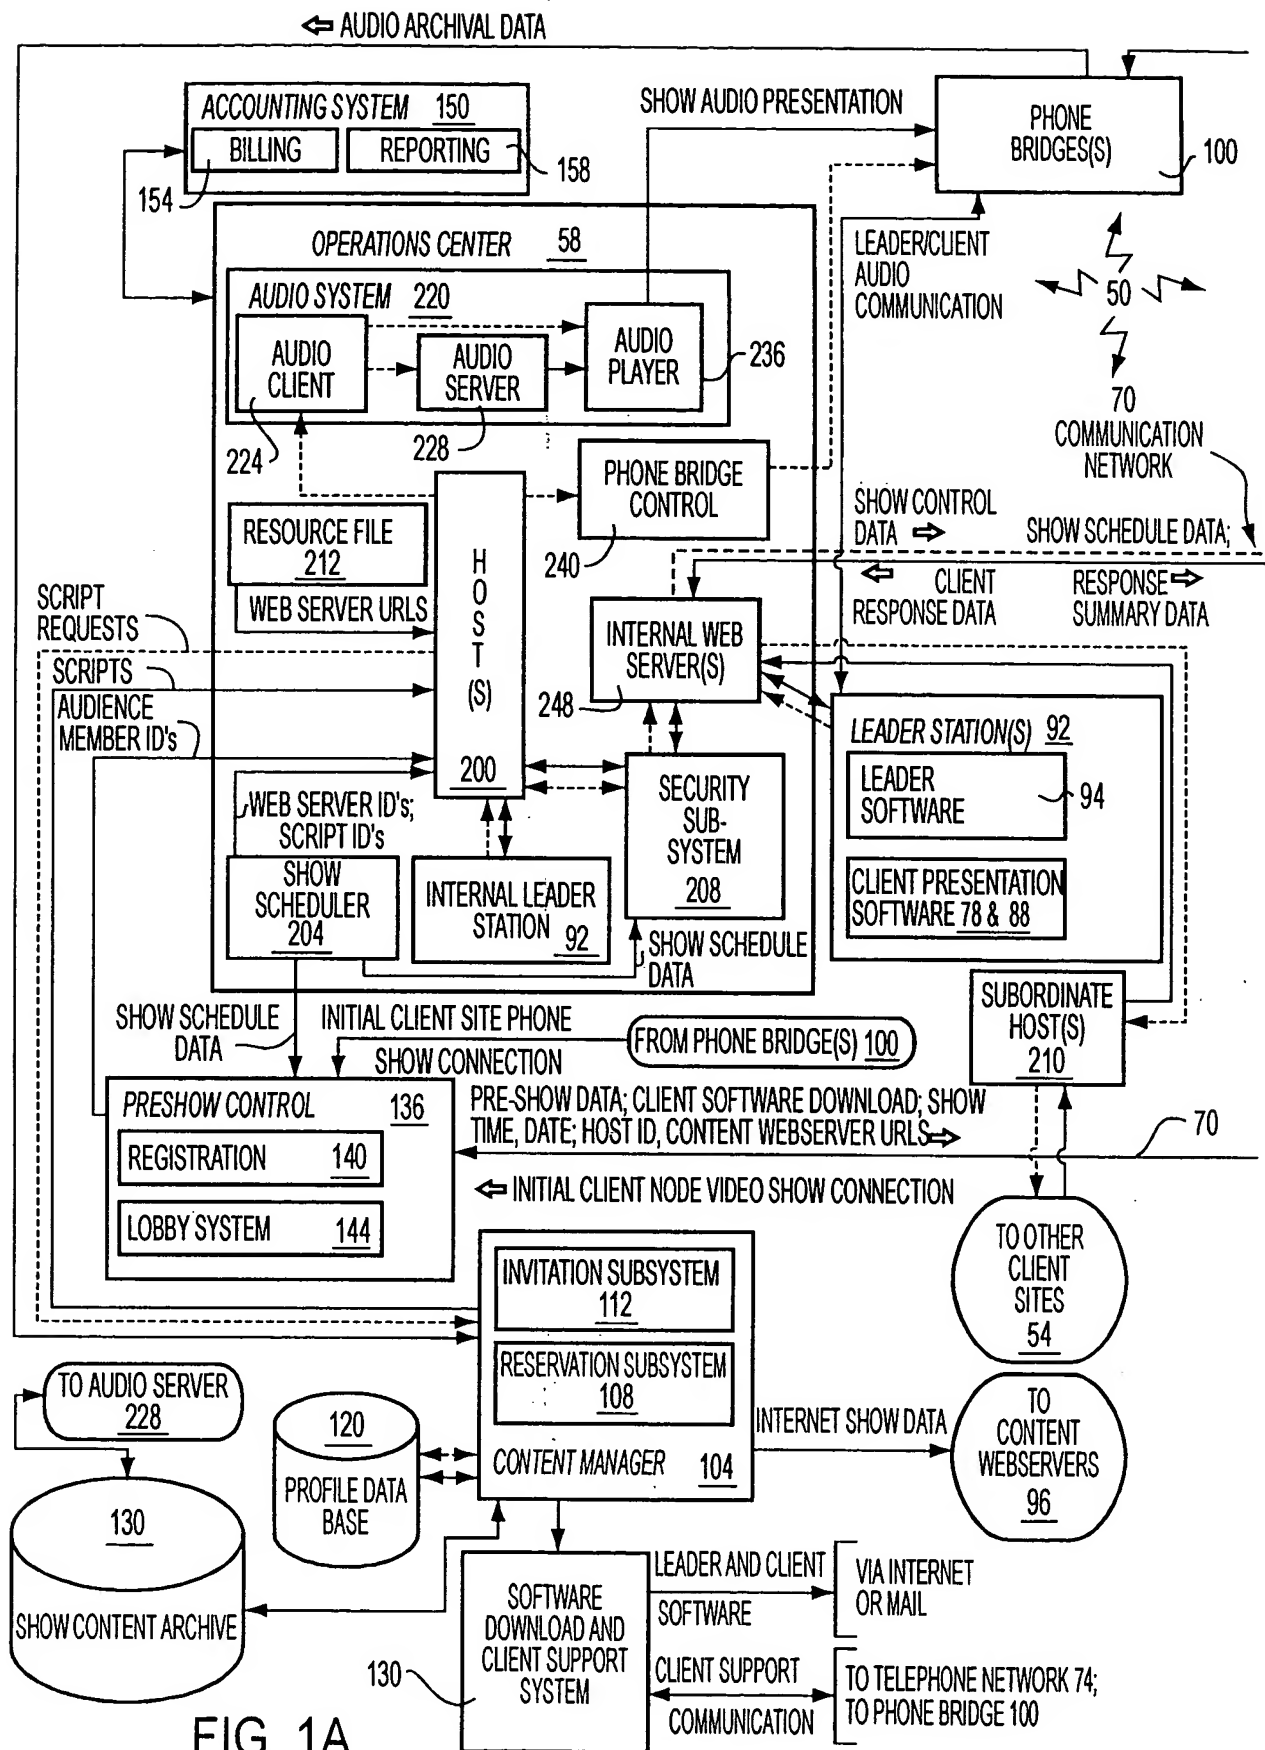 AUDIO ARCHIVAL DATA
ACCOUNTING SYSTEM 150
BILLING
REPORTING
154
158
SHOW AUDIO PRESENTATION
PHONE
BRIDGES(S)
100
OPERATIONS CENTER 58
LEADER/CLIENT
AUDIO
COMMUNICATION
50
AUDIO SYSTEM 220
AUDIO
CLIENT
AUDIO
SERVER
AUDIO
PLAYER
236
224
228
70
COMMUNICATION
NETWORK
PHONE BRIDGE
CONTROL
240
RESOURCE FILE
212
WEB SERVER URLS
HOST(S)
200
SHOW CONTROL
DATA
SHOW SCHEDULE DATA;
CLIENT
RESPONSE DATA
RESPONSE
SUMMARY DATA
SCRIPT
REQUESTS
SCRIPTS
AUDIENCE
MEMBER ID's
INTERNAL WEB
SERVER(S)
248
LEADER STATION(S) 92
LEADER
SOFTWARE
94
CLIENT PRESENTATION
SOFTWARE 78 & 88
WEB SERVER ID's;
SCRIPT ID's
SECURITY
SUB-
SYSTEM
208
SHOW
SCHEDULER
204
INTERNAL LEADER
STATION 92
SHOW SCHEDULE
DATA
SUBORDINATE
HOST(S)
210
SHOW SCHEDULE
DATA
INITIAL CLIENT SITE PHONE
SHOW CONNECTION
FROM PHONE BRIDGE(S) 100
PRESHOW CONTROL 136
REGISTRATION 140
LOBBY SYSTEM 144
PRE-SHOW DATA; CLIENT SOFTWARE DOWNLOAD; SHOW
TIME, DATE; HOST ID, CONTENT WEBSERVER URLS
70
INITIAL CLIENT NODE VIDEO SHOW CONNECTION
TO OTHER
CLIENT
SITES
54
INVITATION SUBSYSTEM
112
RESERVATION SUBSYSTEM
108
CONTENT MANAGER 104
INTERNET SHOW DATA
TO
CONTENT
WEBSERVERS
96
TO AUDIO SERVER
228
120
PROFILE DATA
BASE
130
SHOW CONTENT ARCHIVE
SOFTWARE
DOWNLOAD AND
CLIENT SUPPORT
SYSTEM
130
LEADER AND CLIENT
SOFTWARE
VIA INTERNET
OR MAIL
CLIENT SUPPORT
COMMUNICATION
TO TELEPHONE NETWORK 74;
TO PHONE BRIDGE 100
FIG. 1A